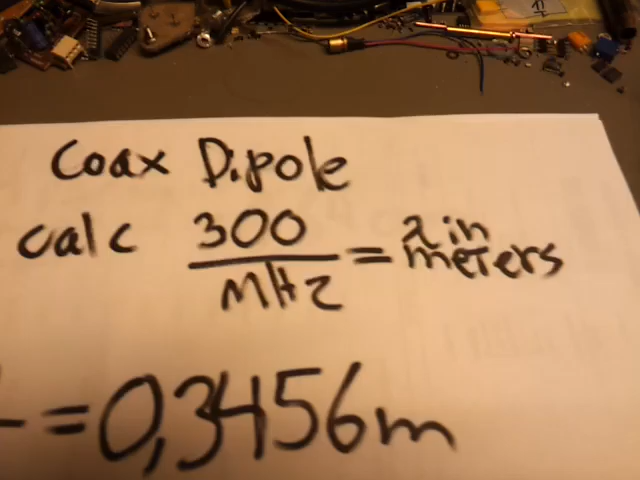 Coax Dipole
calc 300 / MHz = λ in meters
= 0,3456m